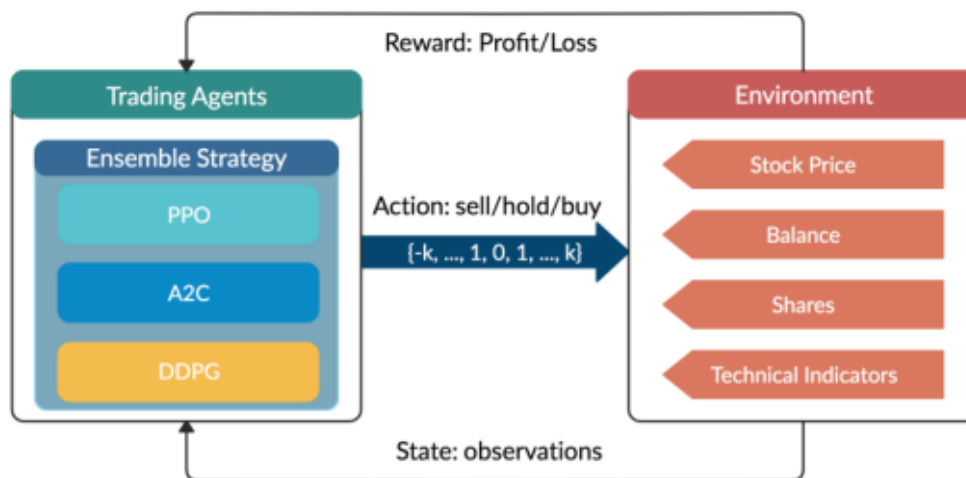 Reward: Profit/Loss
Trading Agents
Environment
Ensemble Strategy
PPO
A2C
DDPG
Action: sell/hold/buy
{-k, ..., 1, 0, 1, ..., k}
Stock Price
Balance
Shares
Technical Indicators
State: observations